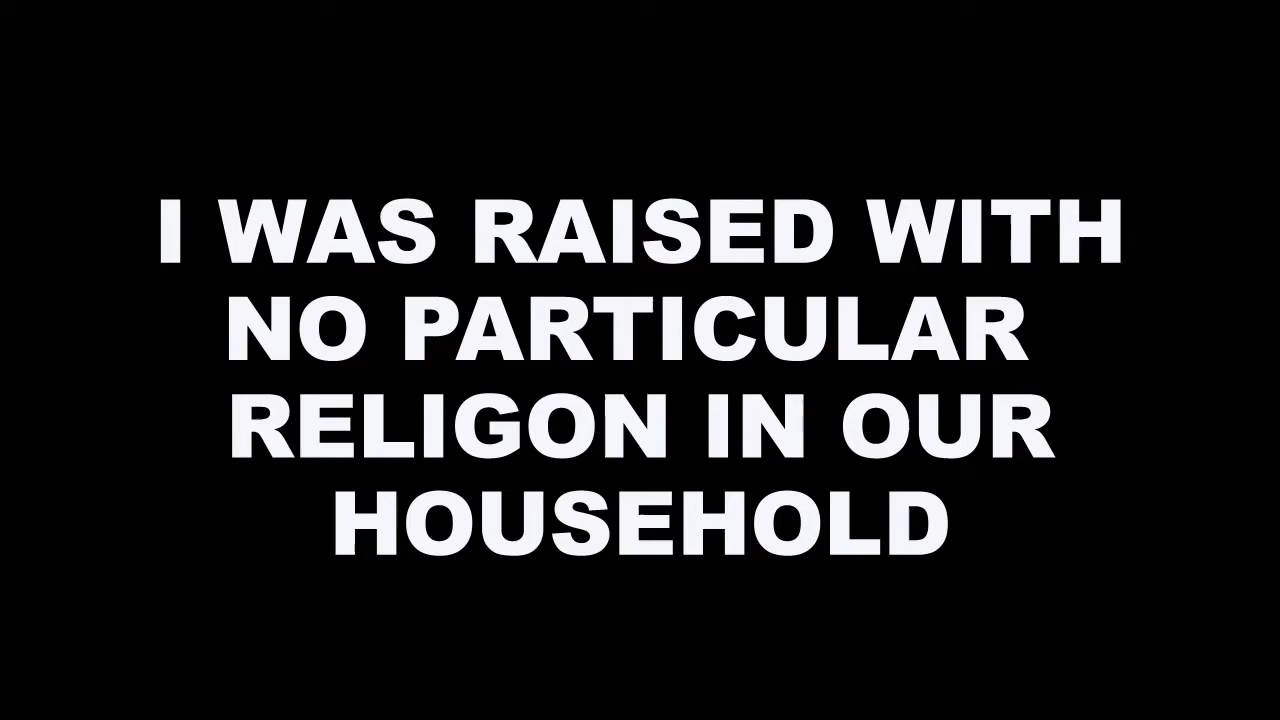 I WAS RAISED WITH
NO PARTICULAR
RELIGON IN OUR
HOUSEHOLD